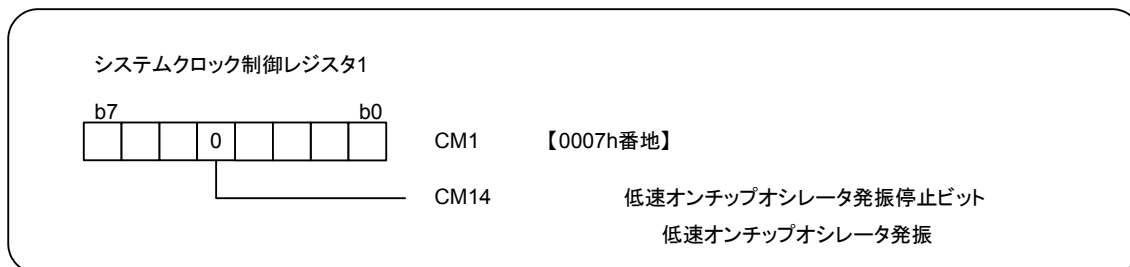 システムクロック制御レジスタ1
b7 b0
0 CM1 【0007h番地】
CM14 低速オンチップオシレータ発振停止ビット
低速オンチップオシレータ発振